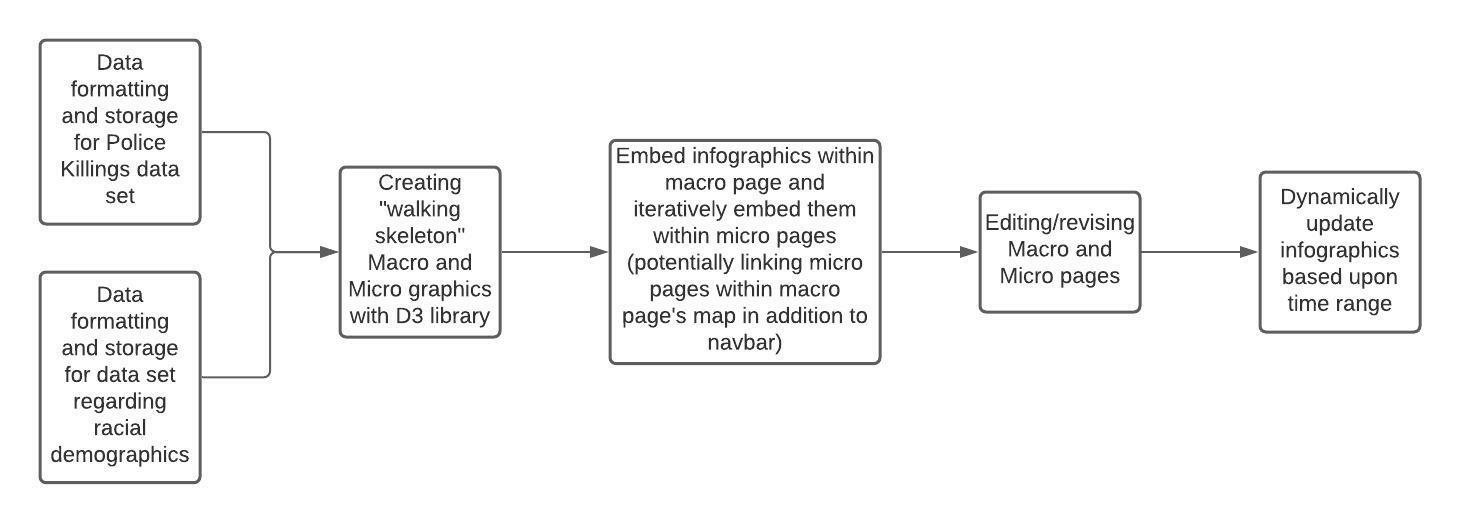 Data
formatting
and storage
for Police
Killings data
set
Data
formatting
and storage
for data set
regarding
racial
demographics
Creating
"walking
skeleton"
Macro and
Micro graphics
with D3 library
Embed infographics within
macro page and
iteratively embed them
within micro pages
(potentially linking micro
pages within macro
page's map in addition to
navbar)
Editing/revising
Macro and
Micro pages
Dynamically
update
infographics
based upon
time range